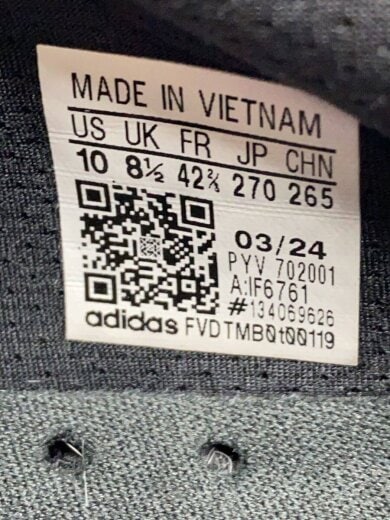 MADE IN VIETNAM
US UK FR JP CHN
10 8½ 42⅔ 270 265
03/24
PYV 702001
A:IF6761
#134069626
adidas FVDTMB0t00119